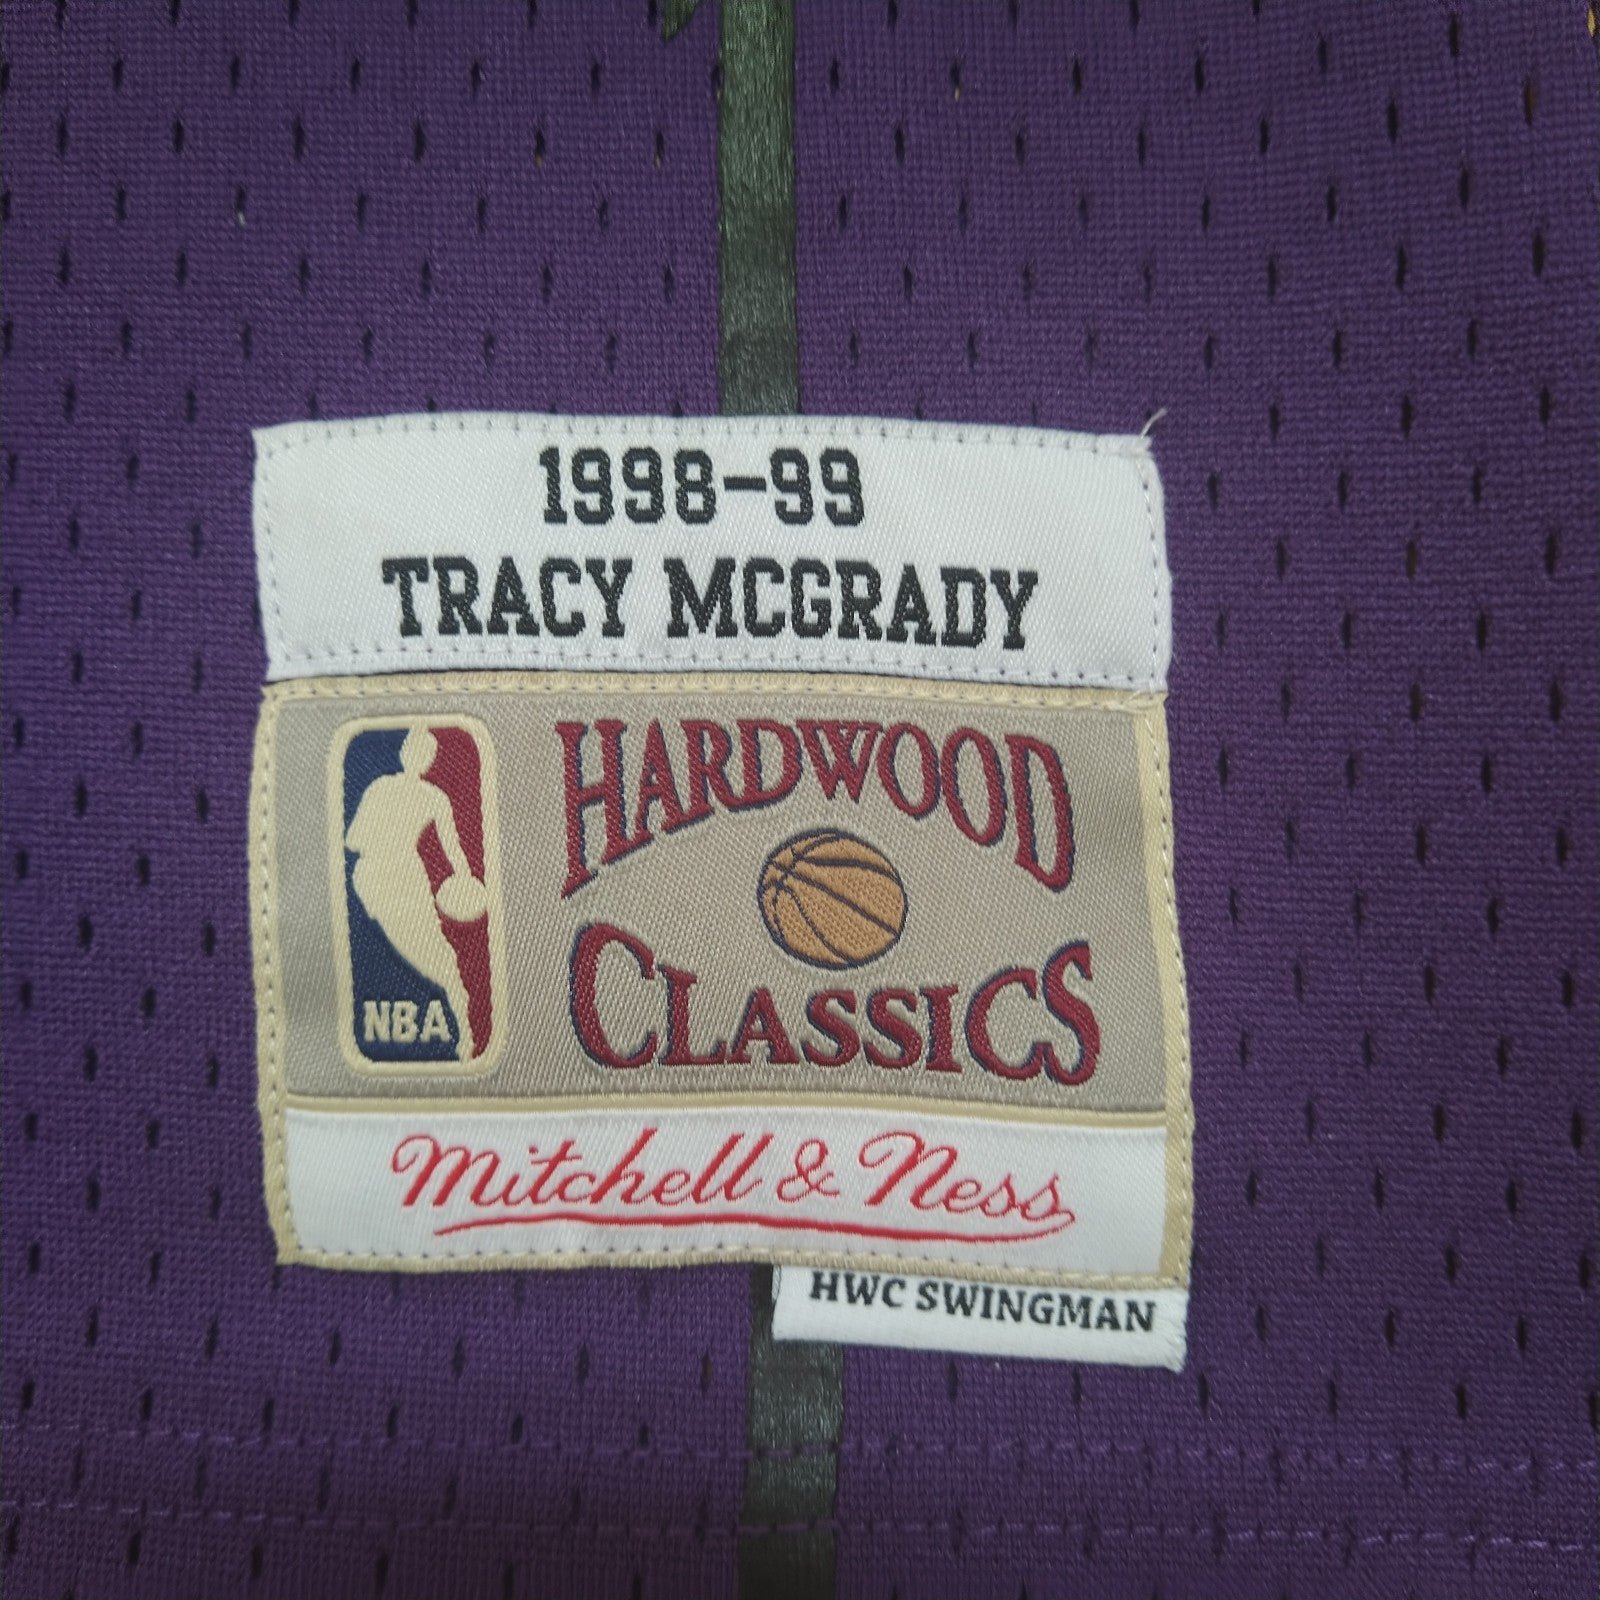 1998-99
TRACY MCGRADY
HARDWOOD
CLASSICS
NBA
Mitchell & Ness
HWC SWINGMAN